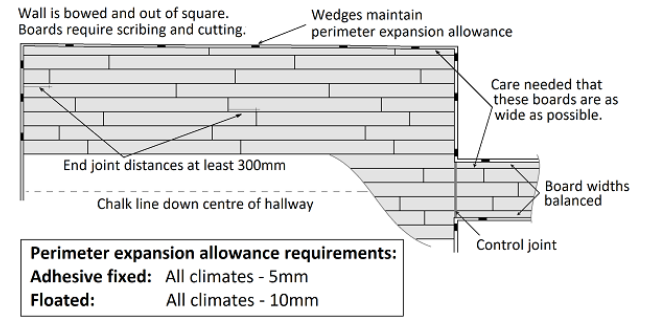 Wall is bowed and out of square.
Boards require scribing and cutting.
Wedges maintain
perimeter expansion allowance
Care needed that
these boards are as
wide as possible.
End joint distances at least 300mm
Board widths
balanced
Chalk line down centre of hallway
Control joint
Perimeter expansion allowance requirements:
Adhesive fixed: All climates - 5mm
Floated: All climates - 10mm